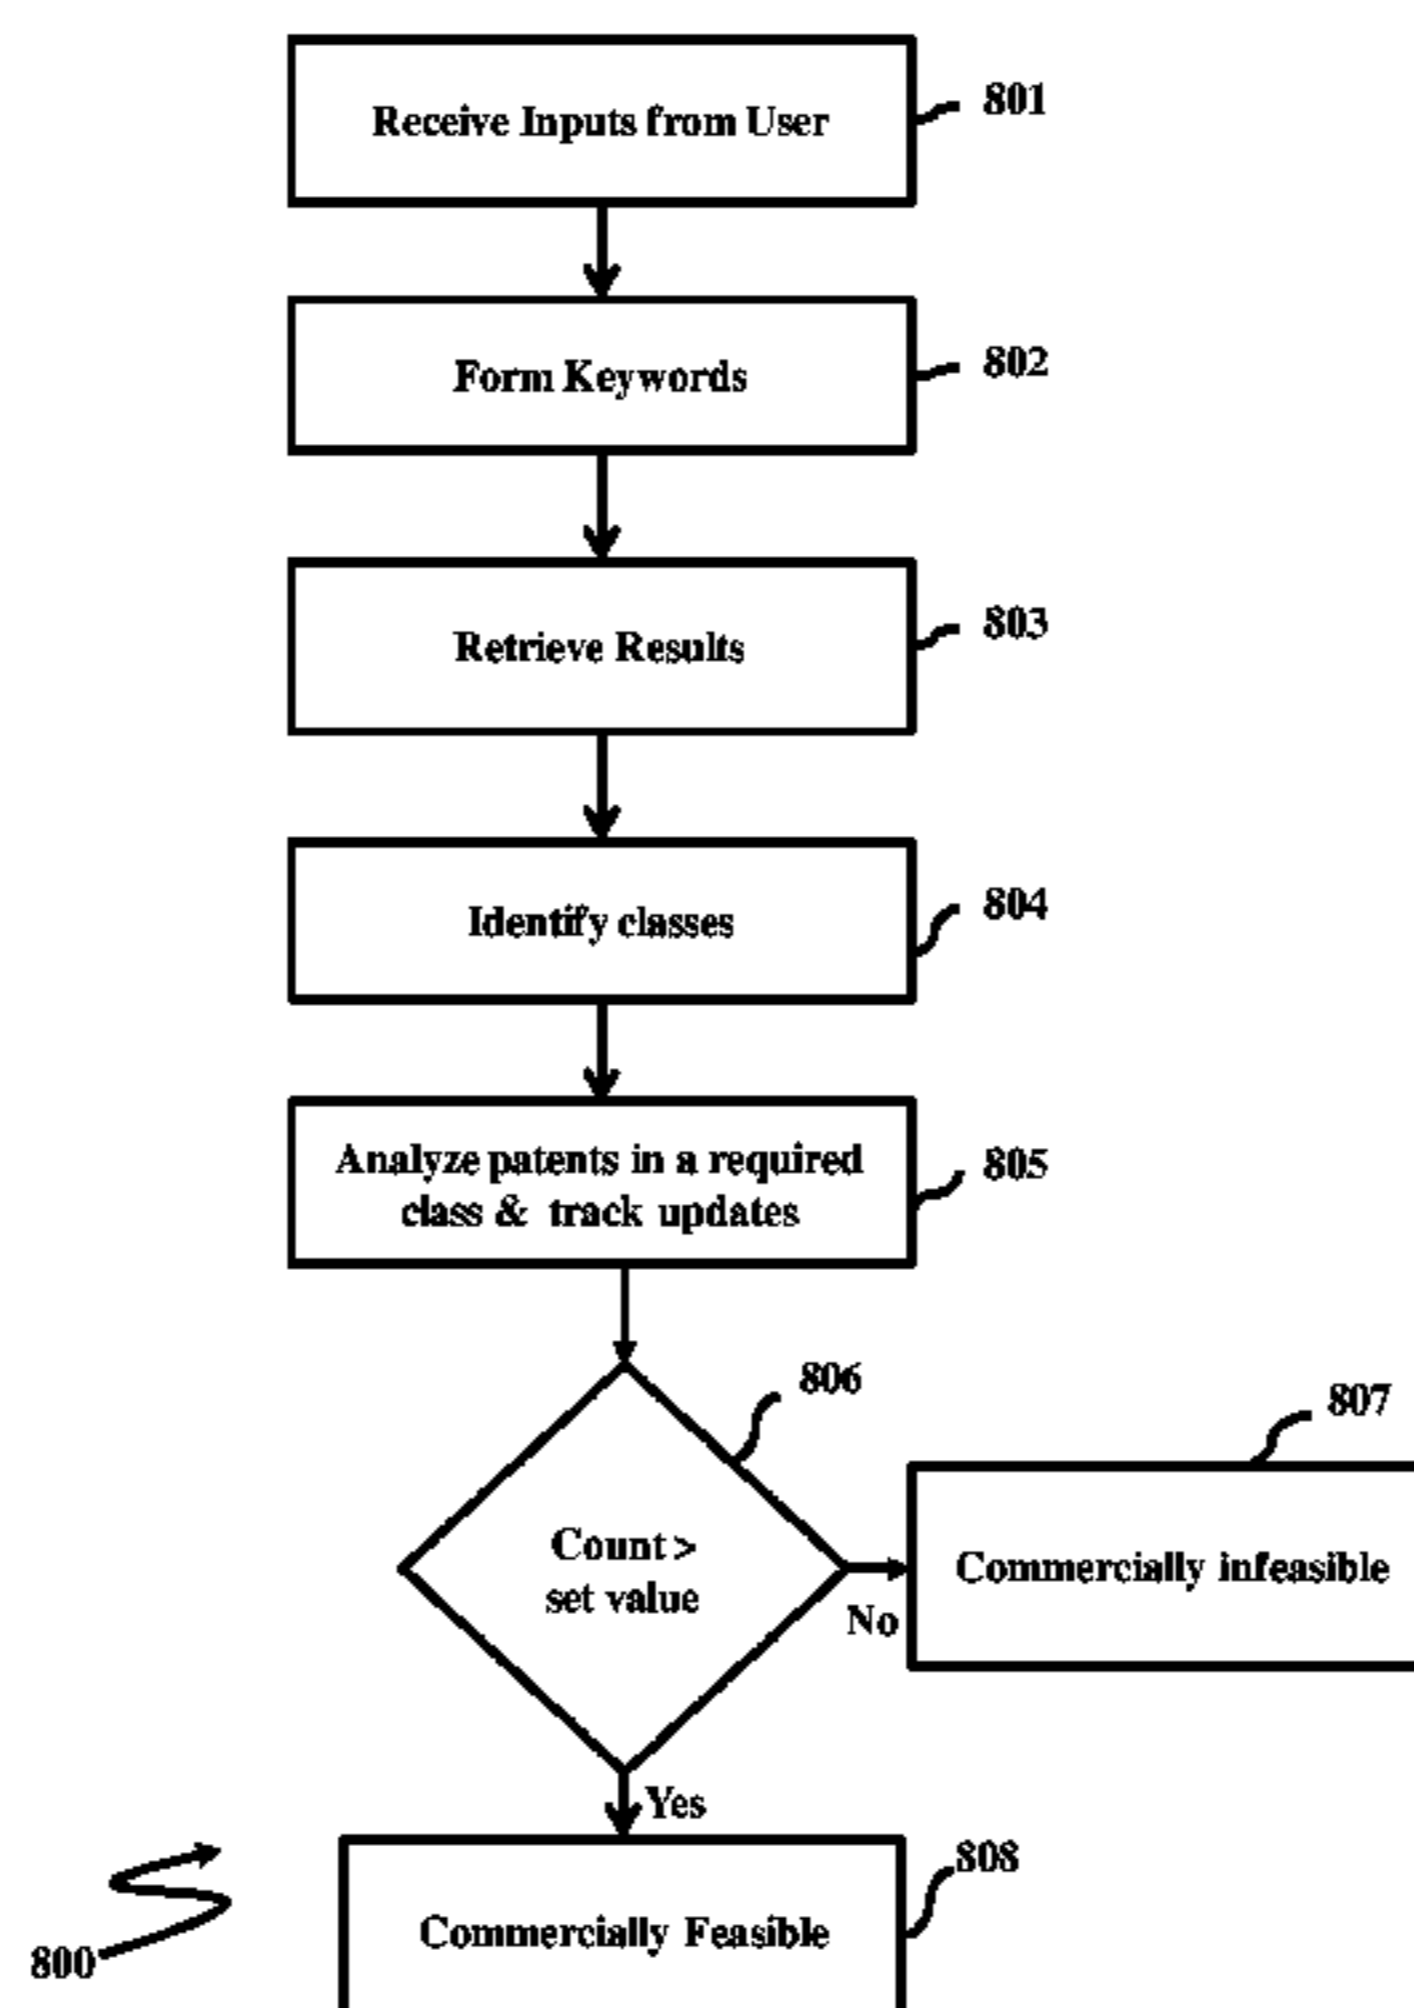 Receive Inputs from User
801
Form Keywords
802
Retrieve Results
803
Identify classes
804
Analyze patents in a required
class & track updates
805
806
807
Count >
set value
Commercially infeasible
No
Yes
808
Commercially Feasible
800